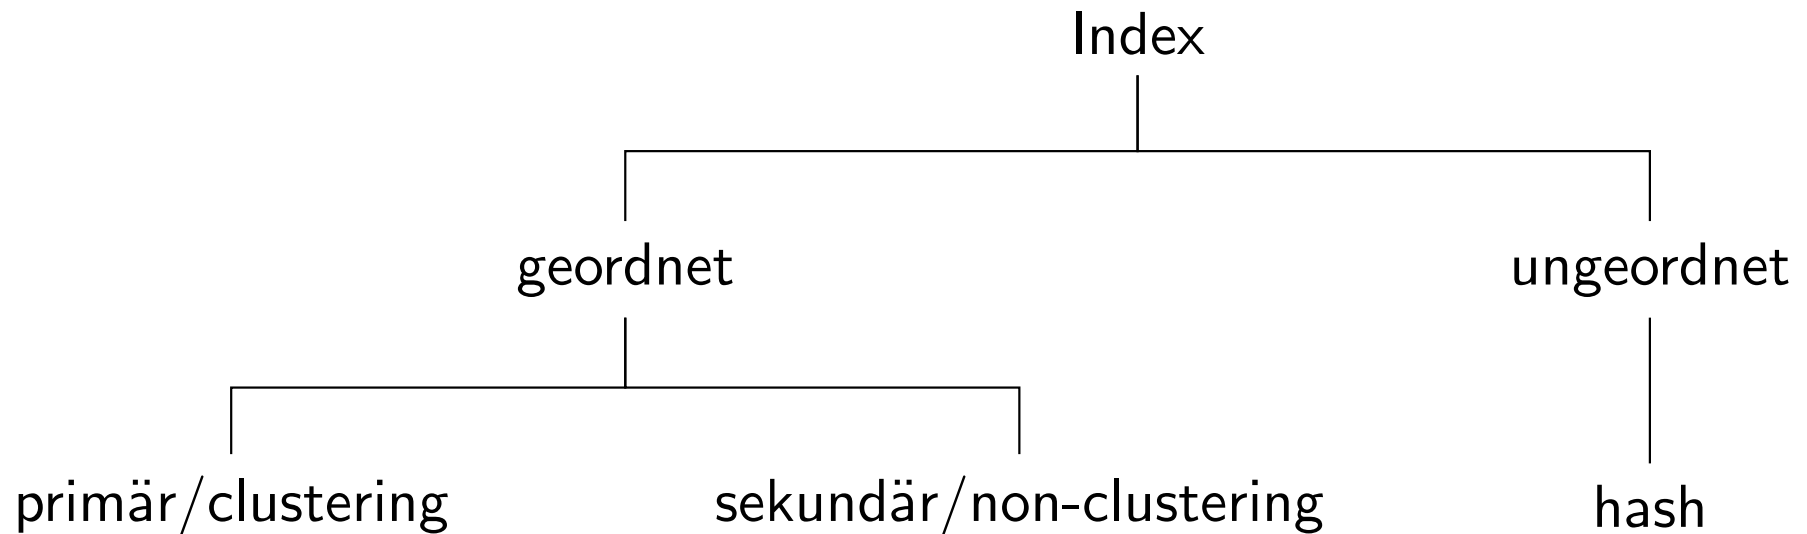 Index
geordnet
ungeordnet
primär/clustering
sekundär/non-clustering
hash